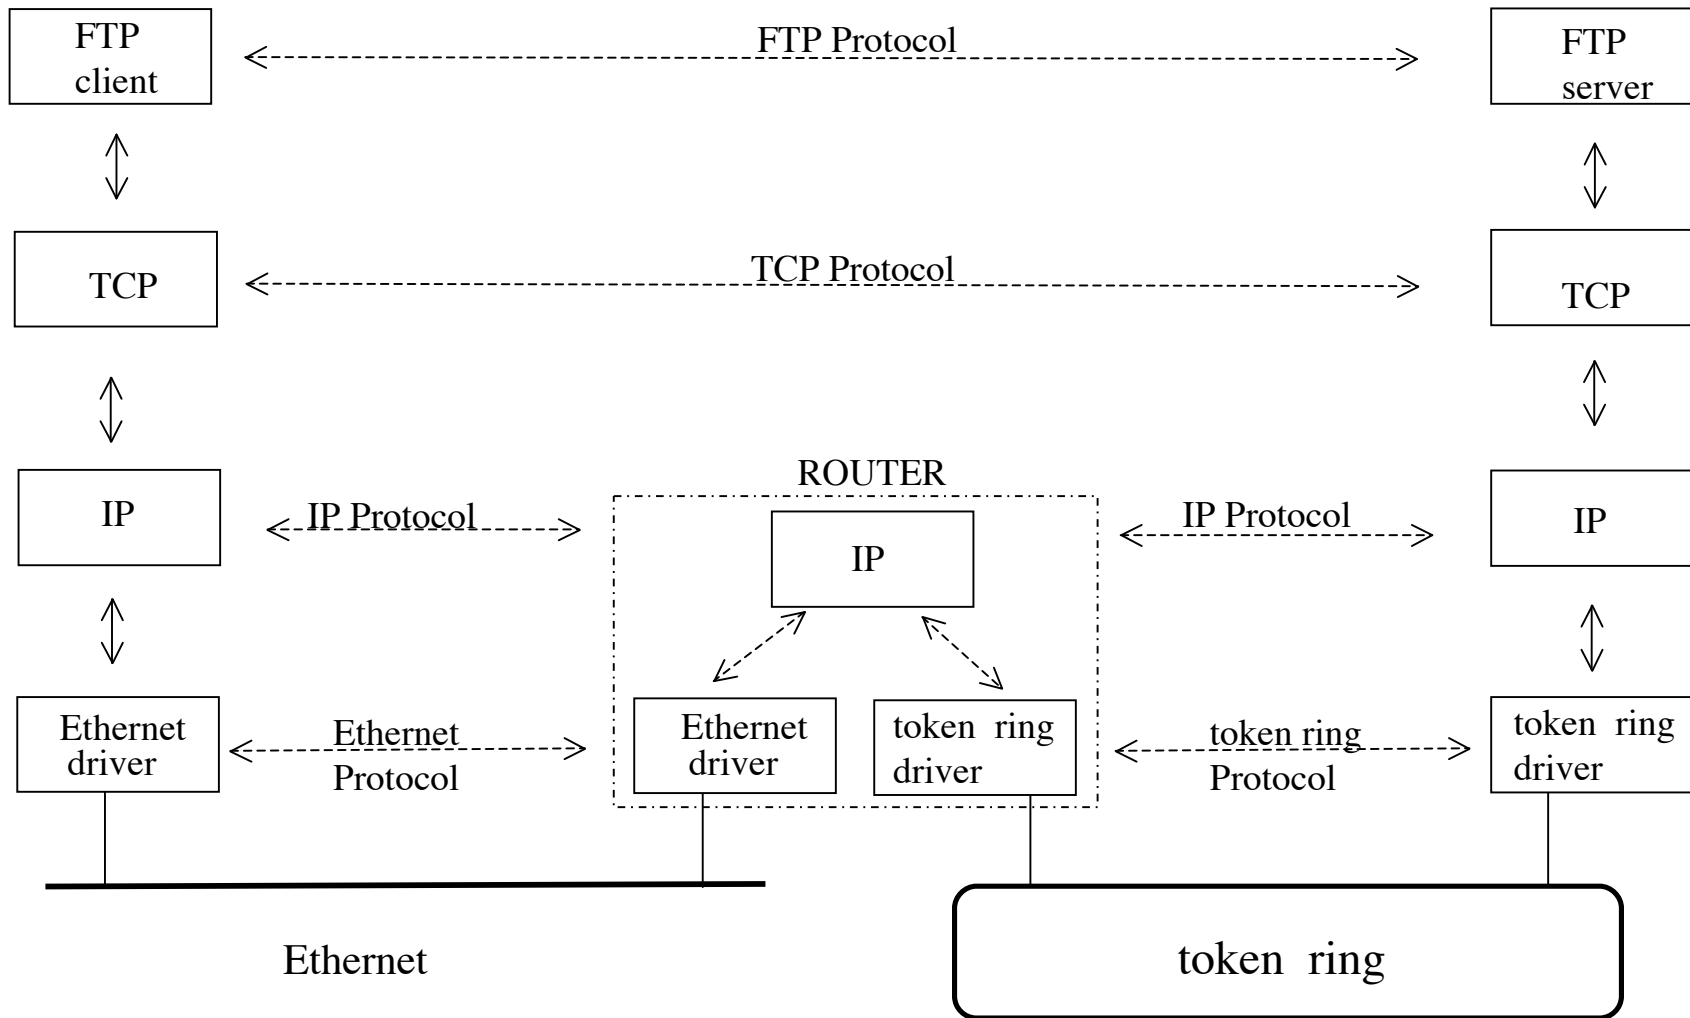 FTP
client
FTP Protocol
FTP
server
TCP
TCP Protocol
TCP
ROUTER
IP
IP Protocol
IP
IP Protocol
IP
Ethernet
driver
Ethernet
Protocol
Ethernet
driver
token ring
driver
token ring
Protocol
token ring
driver
Ethernet
token ring